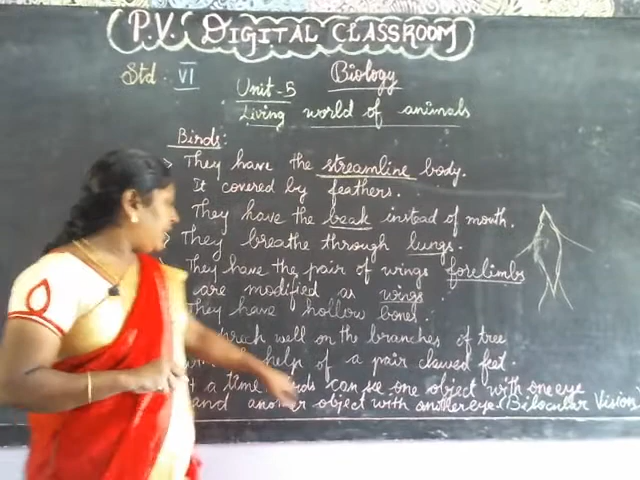 P.V. DIGITAL CLASSROOM
Std : VI
Biology
Unit - 5
Living world of animals
Birds:
They have the streamline body.
It covered by feathers.
They have the beak instead of mouth.
They breathe through lungs.
They have the pair of wings forelimbs
are modified as wings
They have hollow bones.
well on the branches of tree
help of a pair clawed feet.
a time birds can see one object with one eye
and another object with another eye. (Bilocular Vision